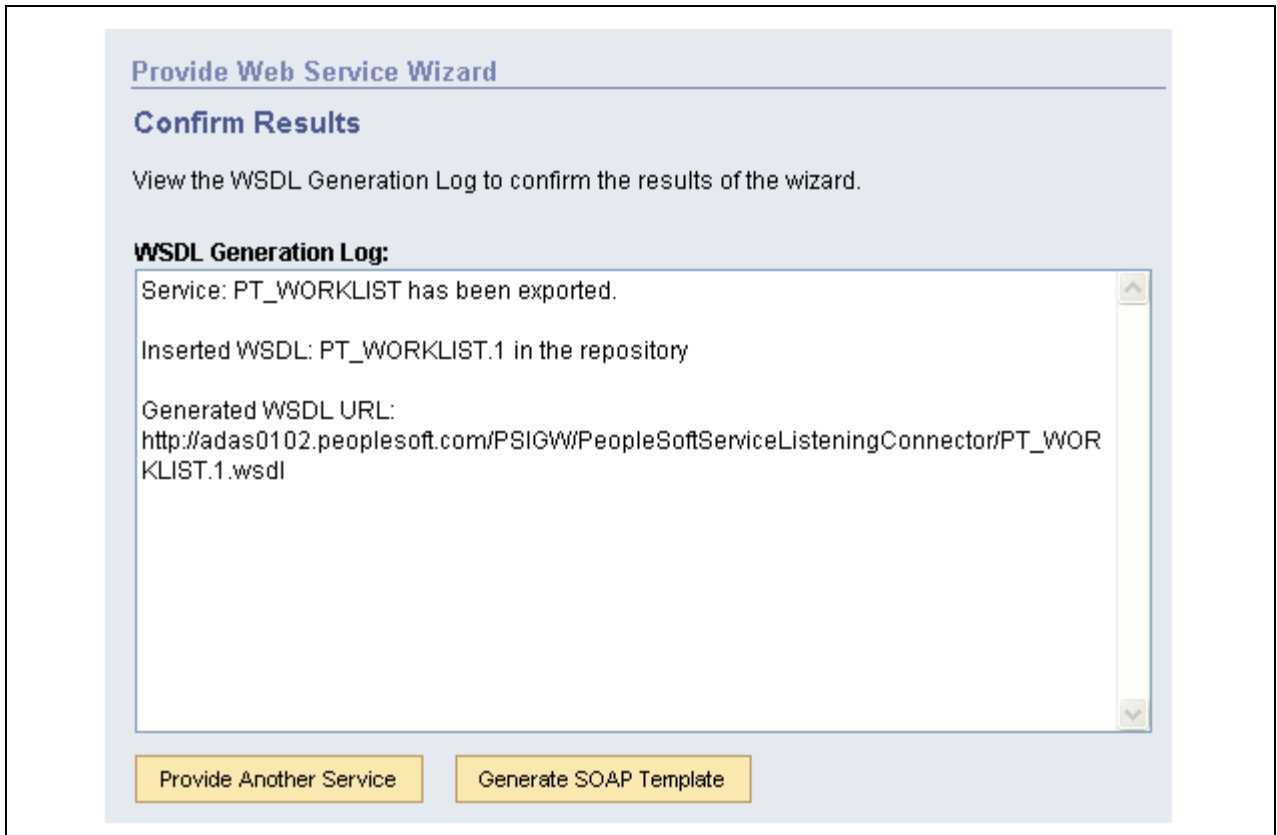 Provide Web Service Wizard
Confirm Results
View the WSDL Generation Log to confirm the results of the wizard.
WSDL Generation Log:
Service: PT_WORKLIST has been exported.
Inserted WSDL: PT_WORKLIST.1 in the repository
Generated WSDL URL:
http://adas0102.peoplesoft.com/PSIGW/PeopleSoftServiceListeningConnector/PT_WOR
KLIST.1.wsdl
Provide Another Service
Generate SOAP Template